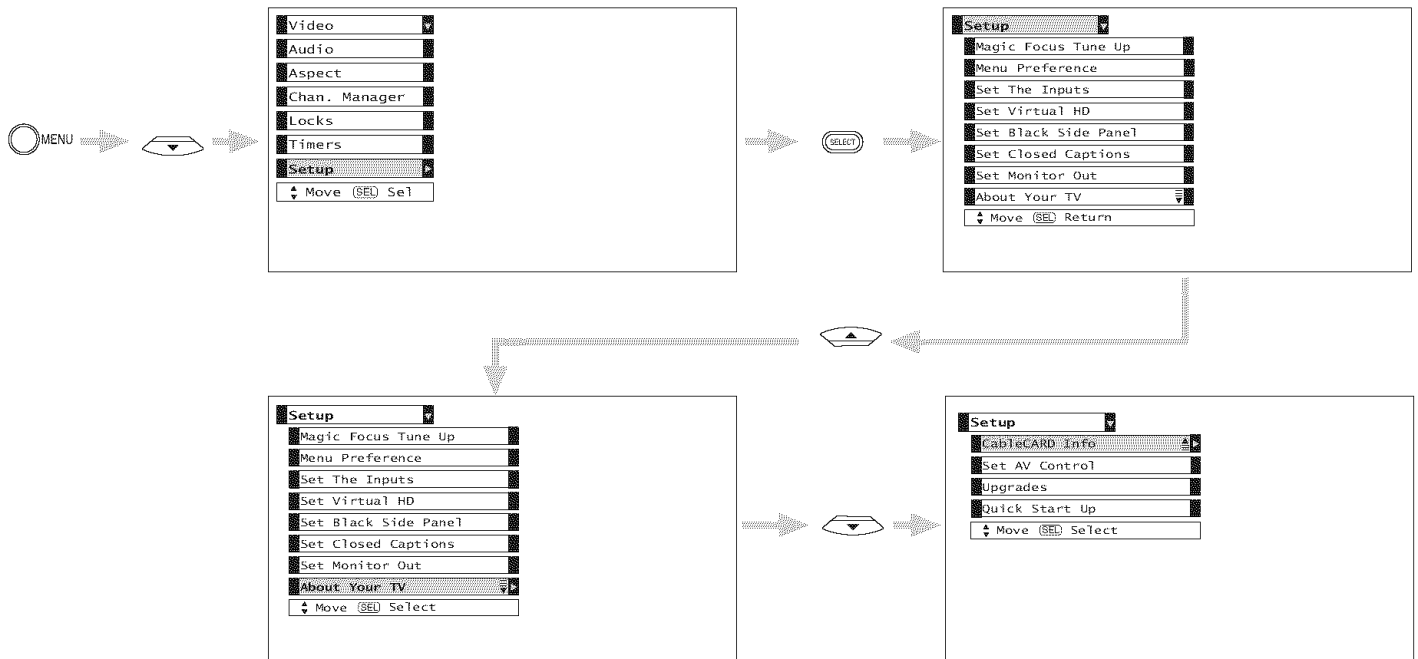 MENU
Video
Audio
Aspect
Chan. Manager
Locks
Timers
Setup
Move SEL Sel
SELECT
Setup
Magic Focus Tune Up
Menu Preference
Set The Inputs
Set Virtual HD
Set Black Side Panel
Set Closed Captions
Set Monitor Out
About Your TV
Move SEL Return
Setup
Magic Focus Tune Up
Menu Preference
Set The Inputs
Set Virtual HD
Set Black Side Panel
Set Closed Captions
Set Monitor Out
About Your TV
Move SEL Select
Setup
CableCARD Info
Set AV Control
Upgrades
Quick Start Up
Move SEL Select